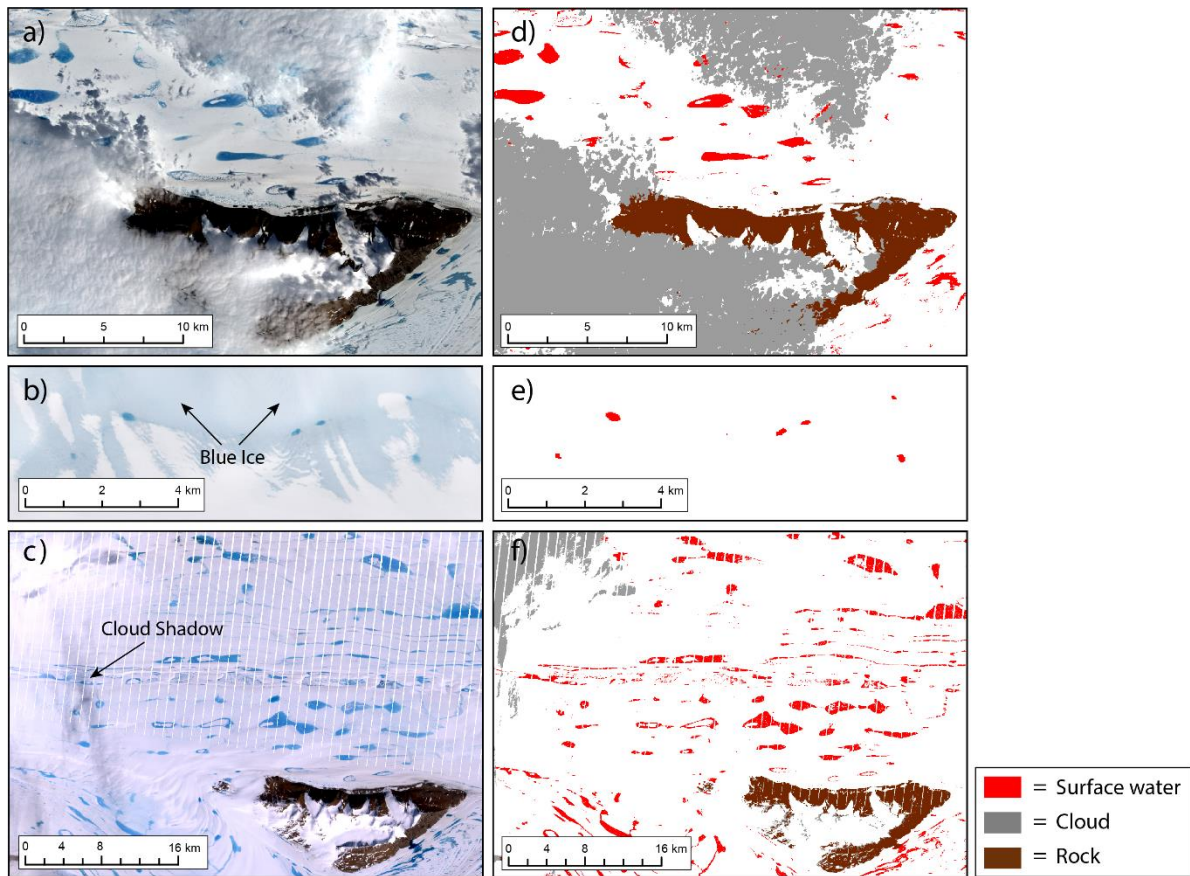 a)
0 5 10 km
d)
0 5 10 km
b)
Blue Ice
0 2 4 km
e)
0 2 4 km
c)
Cloud Shadow
0 4 8 16 km
f)
0 4 8 16 km
= Surface water
= Cloud
= Rock